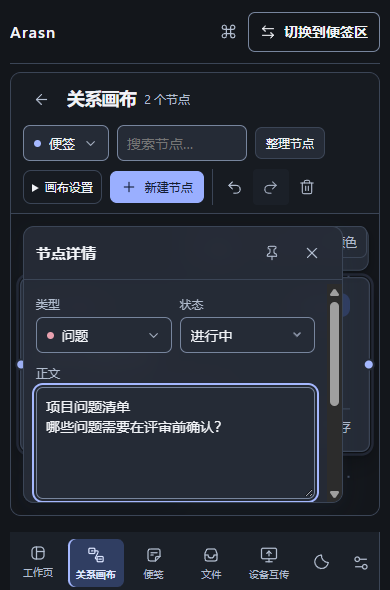 Arasn
切换到便签区
关系画布 2 个节点
便签
搜索节点...
整理节点
画布设置
新建节点
色
节点详情
类型
状态
问题
进行中
正文
项目问题清单
哪些问题需要在评审前确认？
存
工作页
关系画布
便笺
文件
设备互传